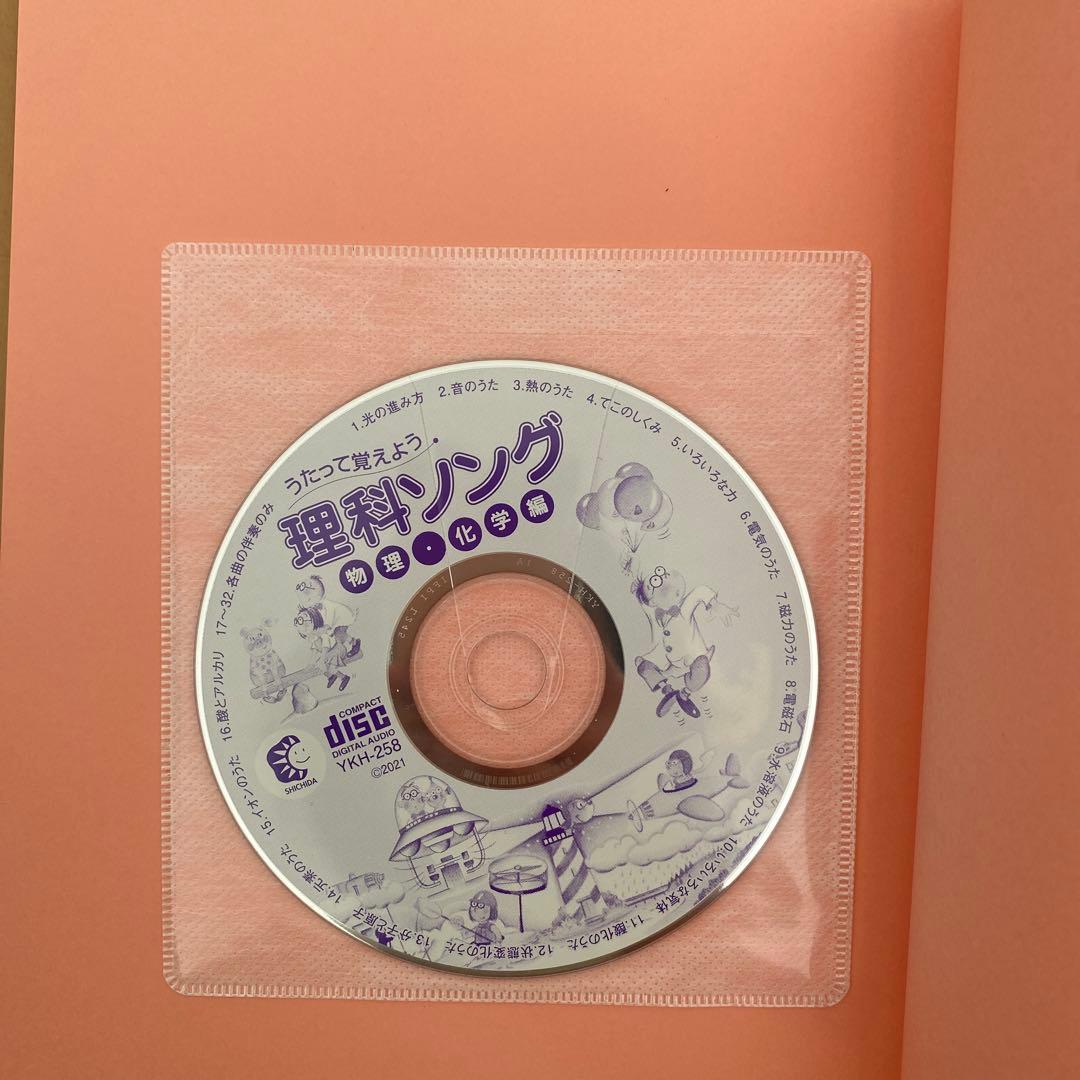 うたって覚えよう
理科ソング
物理・化学編
1.光の進み方
2.音のうた
3.熱のうた
4.てこのしくみ
5.いろいろな力
6.電気のうた
7.磁力のうた
8.電磁石
9.水溶液のうた
10.いろいろな気体
11.酸化のうた
12.状態変化のうた
13.分子と原子
14.元素のうた
15.イオンのうた
16.酸とアルカリ
17～32.各曲の伴奏のみ
COMPACT
disc
DIGITAL AUDIO
YKH-258
©2021
SHICHIDA